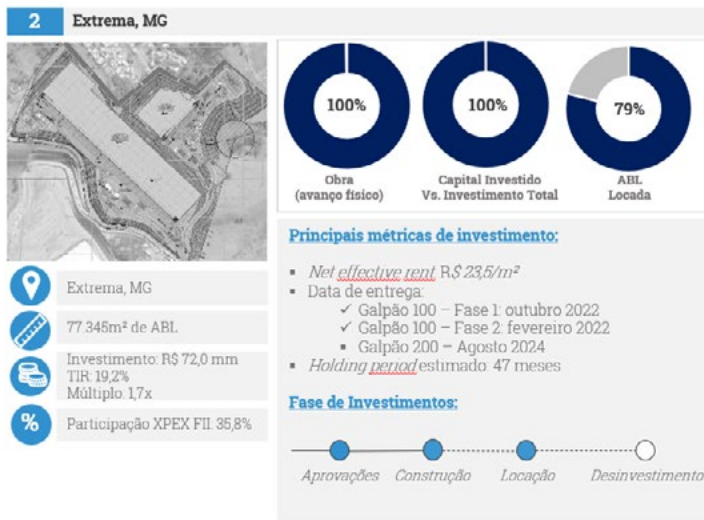 2 Extrema, MG
100%
100%
79%
Obra
(avanço físico)
Capital Investido
Vs. Investimento Total
ABL
Locada
Extrema, MG
77.345m² de ABL
Investimento: R$ 72,0 mm
TIR: 19,2%
Múltiplo: 1,7x
% Participação XPEX FII: 35,8%
Principais métricas de investimento:
▪ Net effective rent: R$ 23,5/m²
▪ Data de entrega:
✓ Galpão 100 – Fase 1: outubro 2022
✓ Galpão 100 – Fase 2: fevereiro 2022
▪ Galpão 200 – Agosto 2024
▪ Holding period estimado: 47 meses
Fase de Investimentos:
Aprovações Construção Locação Desinvestimento